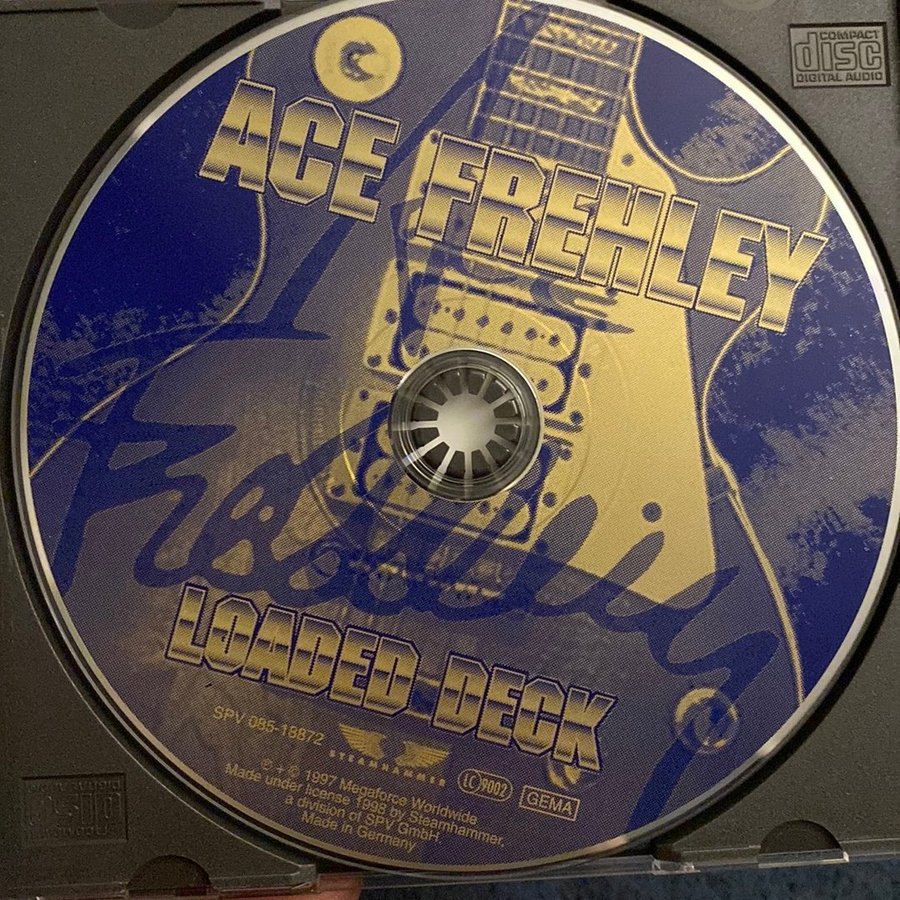 COMPACT
disc
DIGITAL AUDIO
ACE FREHLEY
LOADED DECK
SPV 085-18872
STEAMHAMMER
LC 9002
GEMA
℗ + © 1997 Megaforce Worldwide
Made under license 1998 by Steamhammer,
a division of SPV GmbH.
Made in Germany